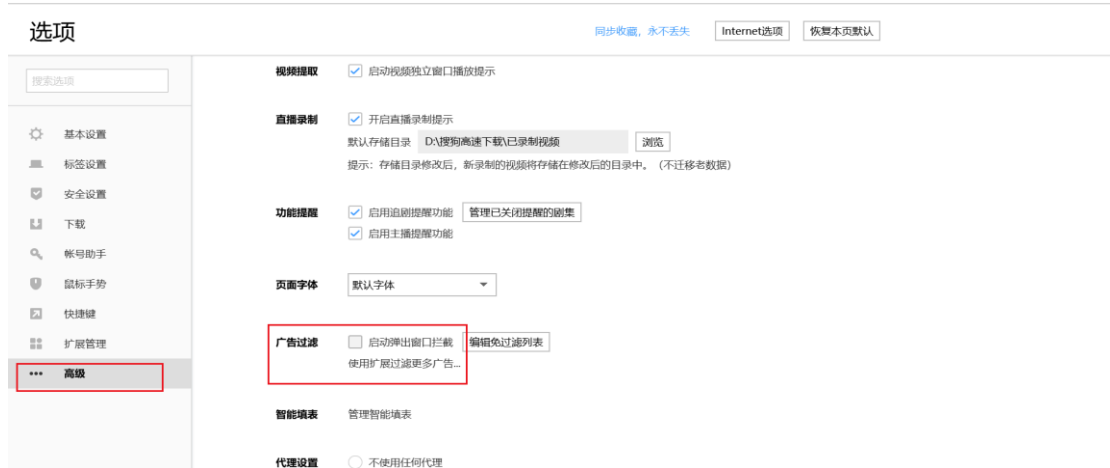 选项
同步收藏，永不丢失 Internet选项 恢复本页默认
搜索选项
基本设置
标签设置
安全设置
下载
帐号助手
鼠标手势
快捷键
扩展管理
高级
视频提取 启动视频独立窗口播放提示
直播录制 开启直播录制提示
默认存储目录 D:\搜狗高速下载\已录制视频 浏览
提示：存储目录修改后，新录制的视频将存储在修改后的目录中。（不迁移老数据）
功能提醒 启用追剧提醒功能 管理已关闭提醒的剧集
启用主播提醒功能
页面字体 默认字体
广告过滤 启动弹出窗口拦截 编辑免过滤列表
使用扩展过滤更多广告...
智能填表 管理智能填表
代理设置 不使用任何代理